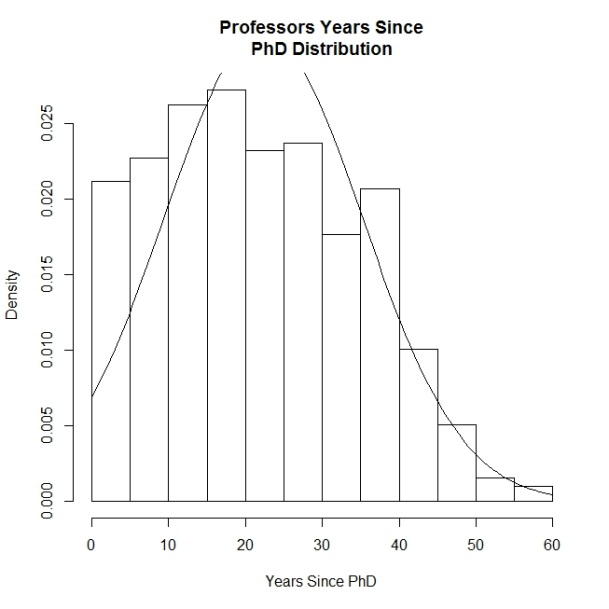 Professors Years Since
PhD Distribution
Density
0.025
0.020
0.015
0.010
0.005
0.000
0 10 20 30 40 50 60
Years Since PhD